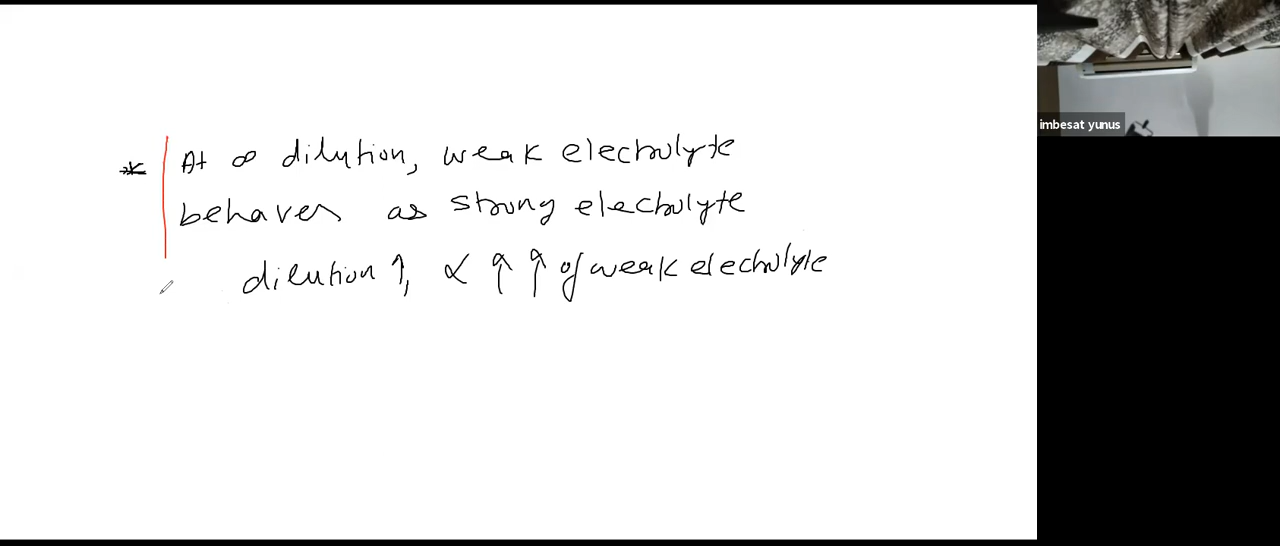 * At ∞ dilution, weak electrolyte
behaves as strong electrolyte
dilution ↑, α ↑ ↑ of weak electrolyte
imbesat yunus